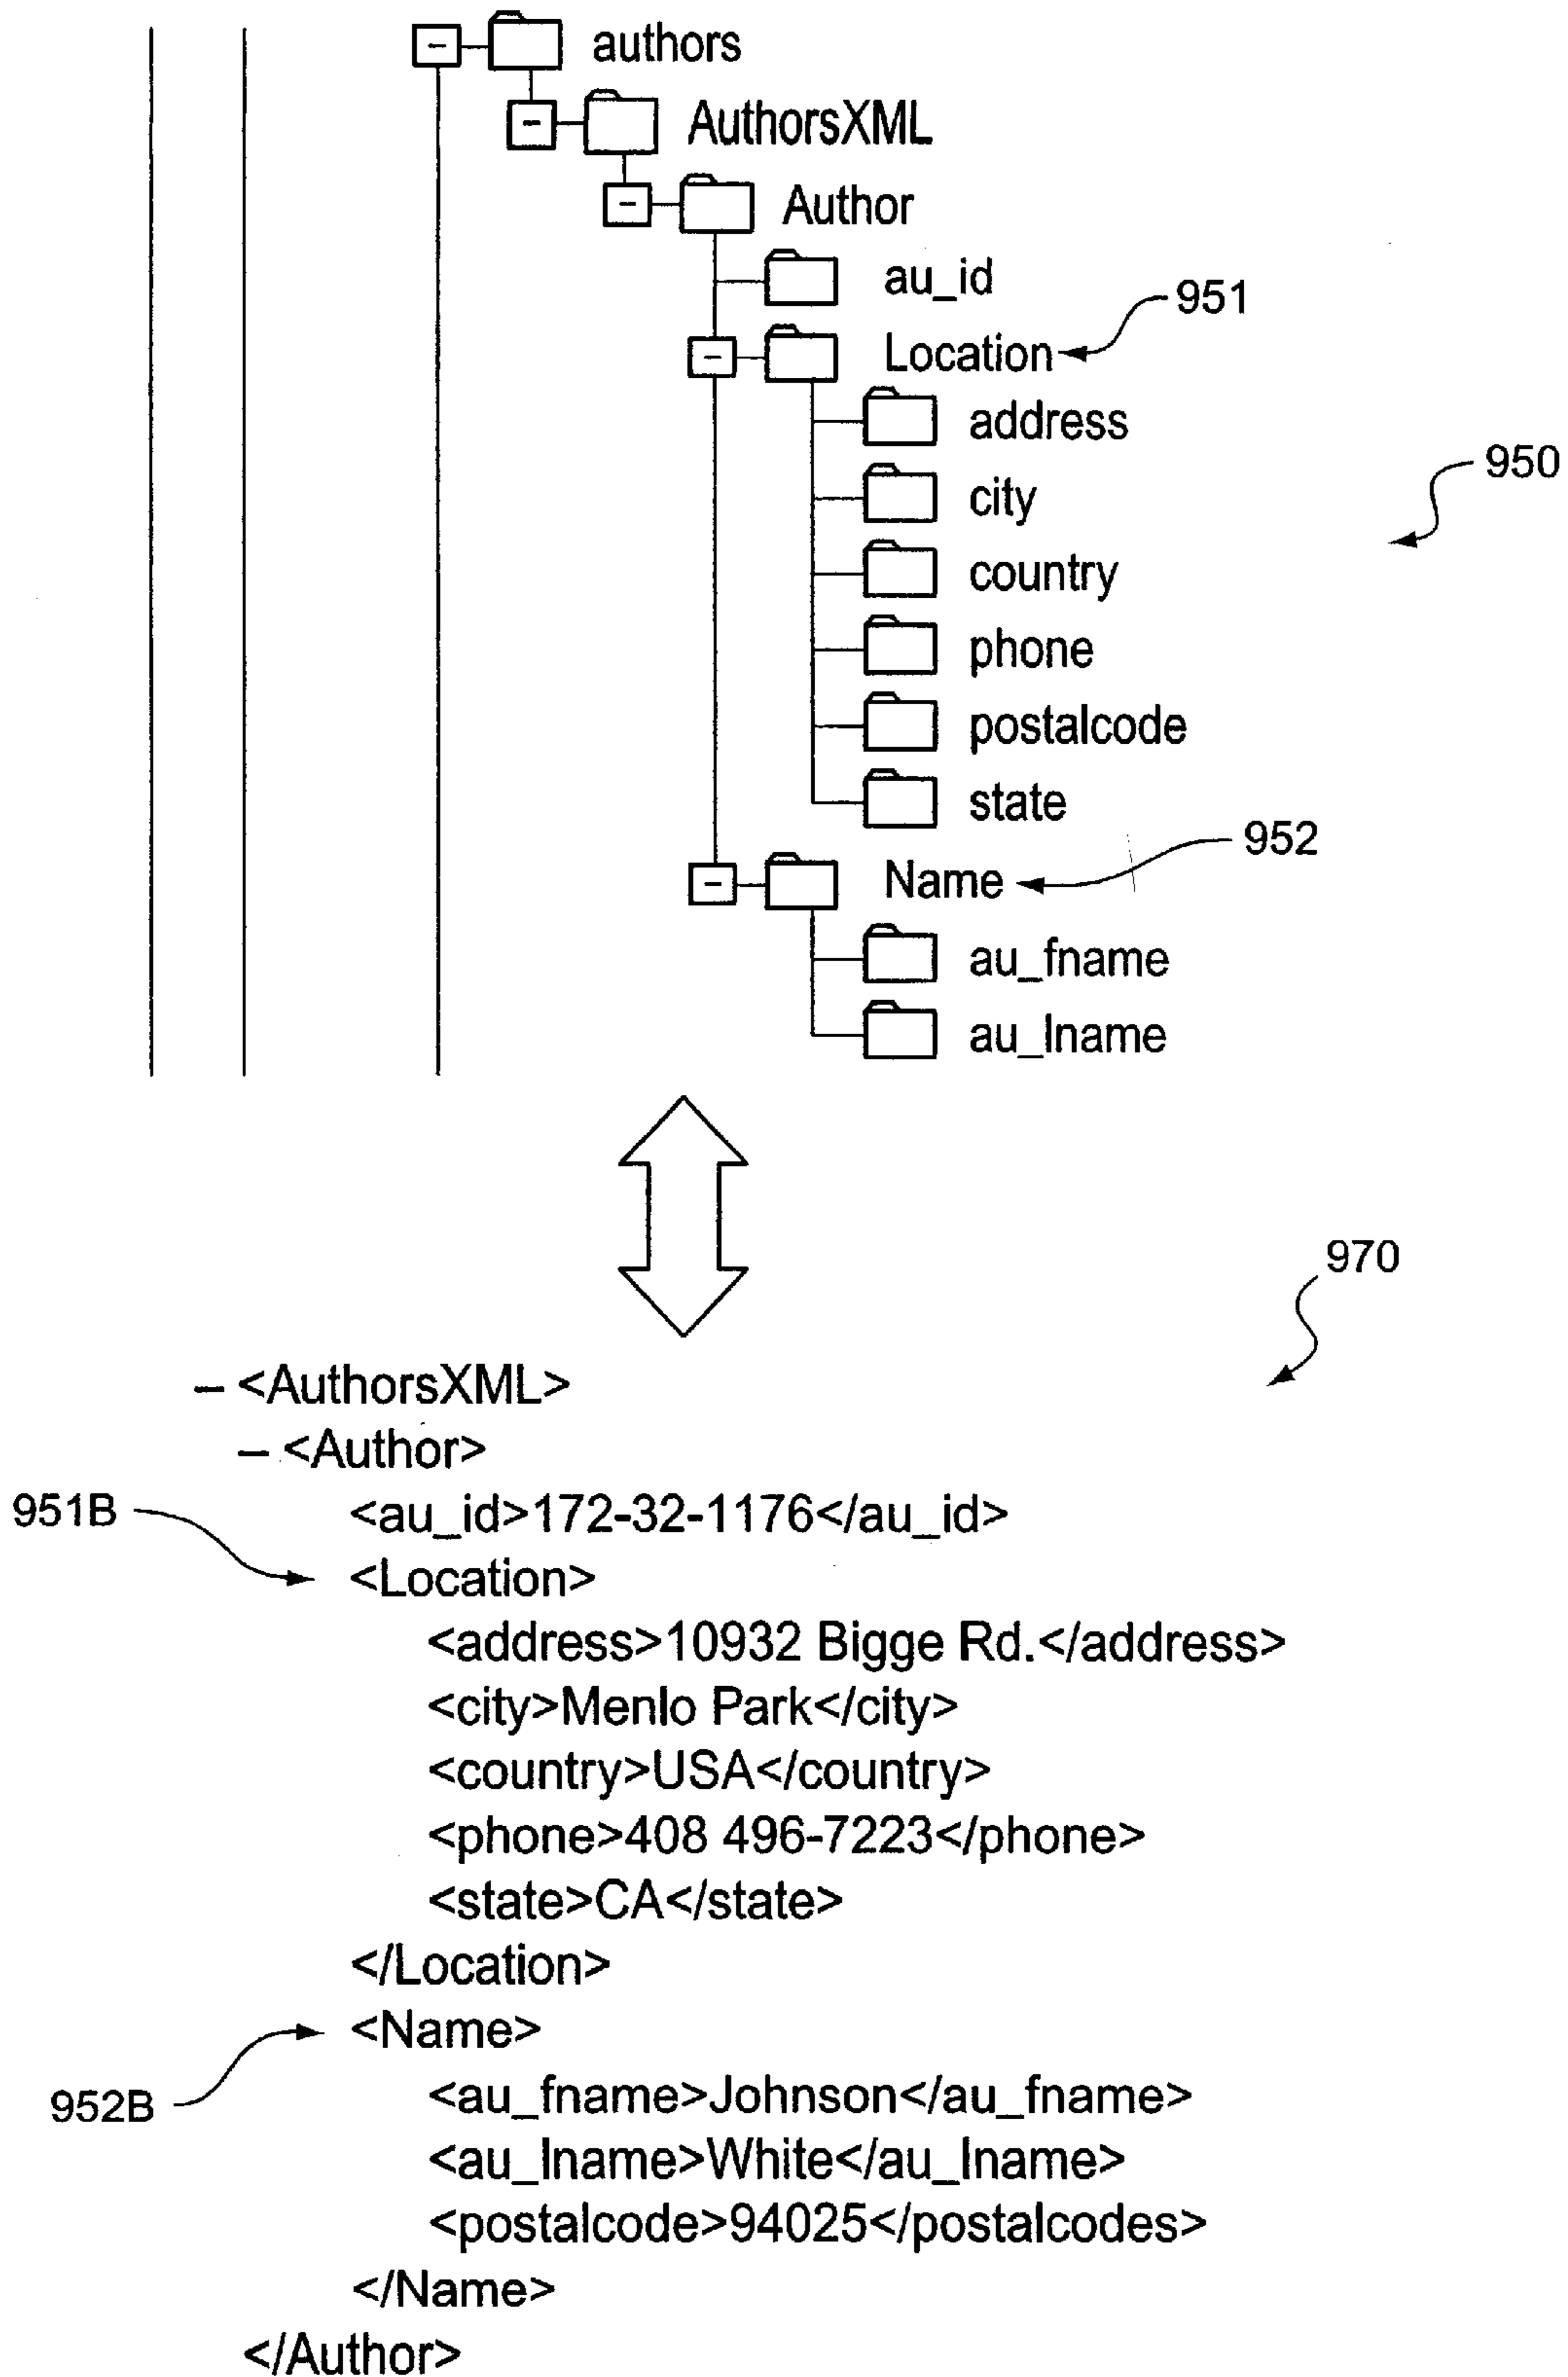 authors
AuthorsXML
Author
au_id
951
Location
address
950
city
country
phone
postalcode
state
952
Name
au_fname
au_lname
970
– <AuthorsXML>
– <Author>
951B
<au_id>172-32-1176</au_id>
<Location>
<address>10932 Bigge Rd.</address>
<city>Menlo Park</city>
<country>USA</country>
<phone>408 496-7223</phone>
<state>CA</state>
</Location>
<Name>
952B
<au_fname>Johnson</au_fname>
<au_lname>White</au_lname>
<postalcode>94025</postalcodes>
</Name>
</Author>